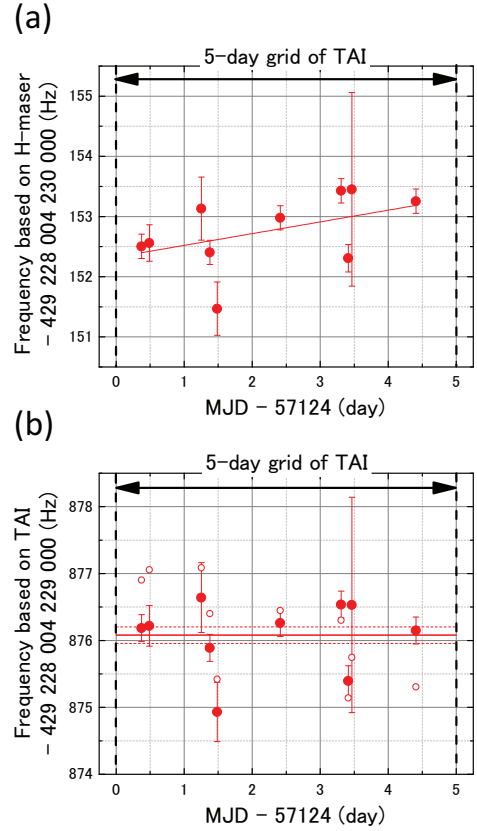 (a)
5-day grid of TAI
Frequency based on H-maser
− 429 228 004 230 000 (Hz)
155
154
153
152
151
0 1 2 3 4 5
MJD − 57124 (day)
(b)
5-day grid of TAI
Frequency based on TAI
− 429 228 004 229 000 (Hz)
878
877
876
875
874
0 1 2 3 4 5
MJD − 57124 (day)